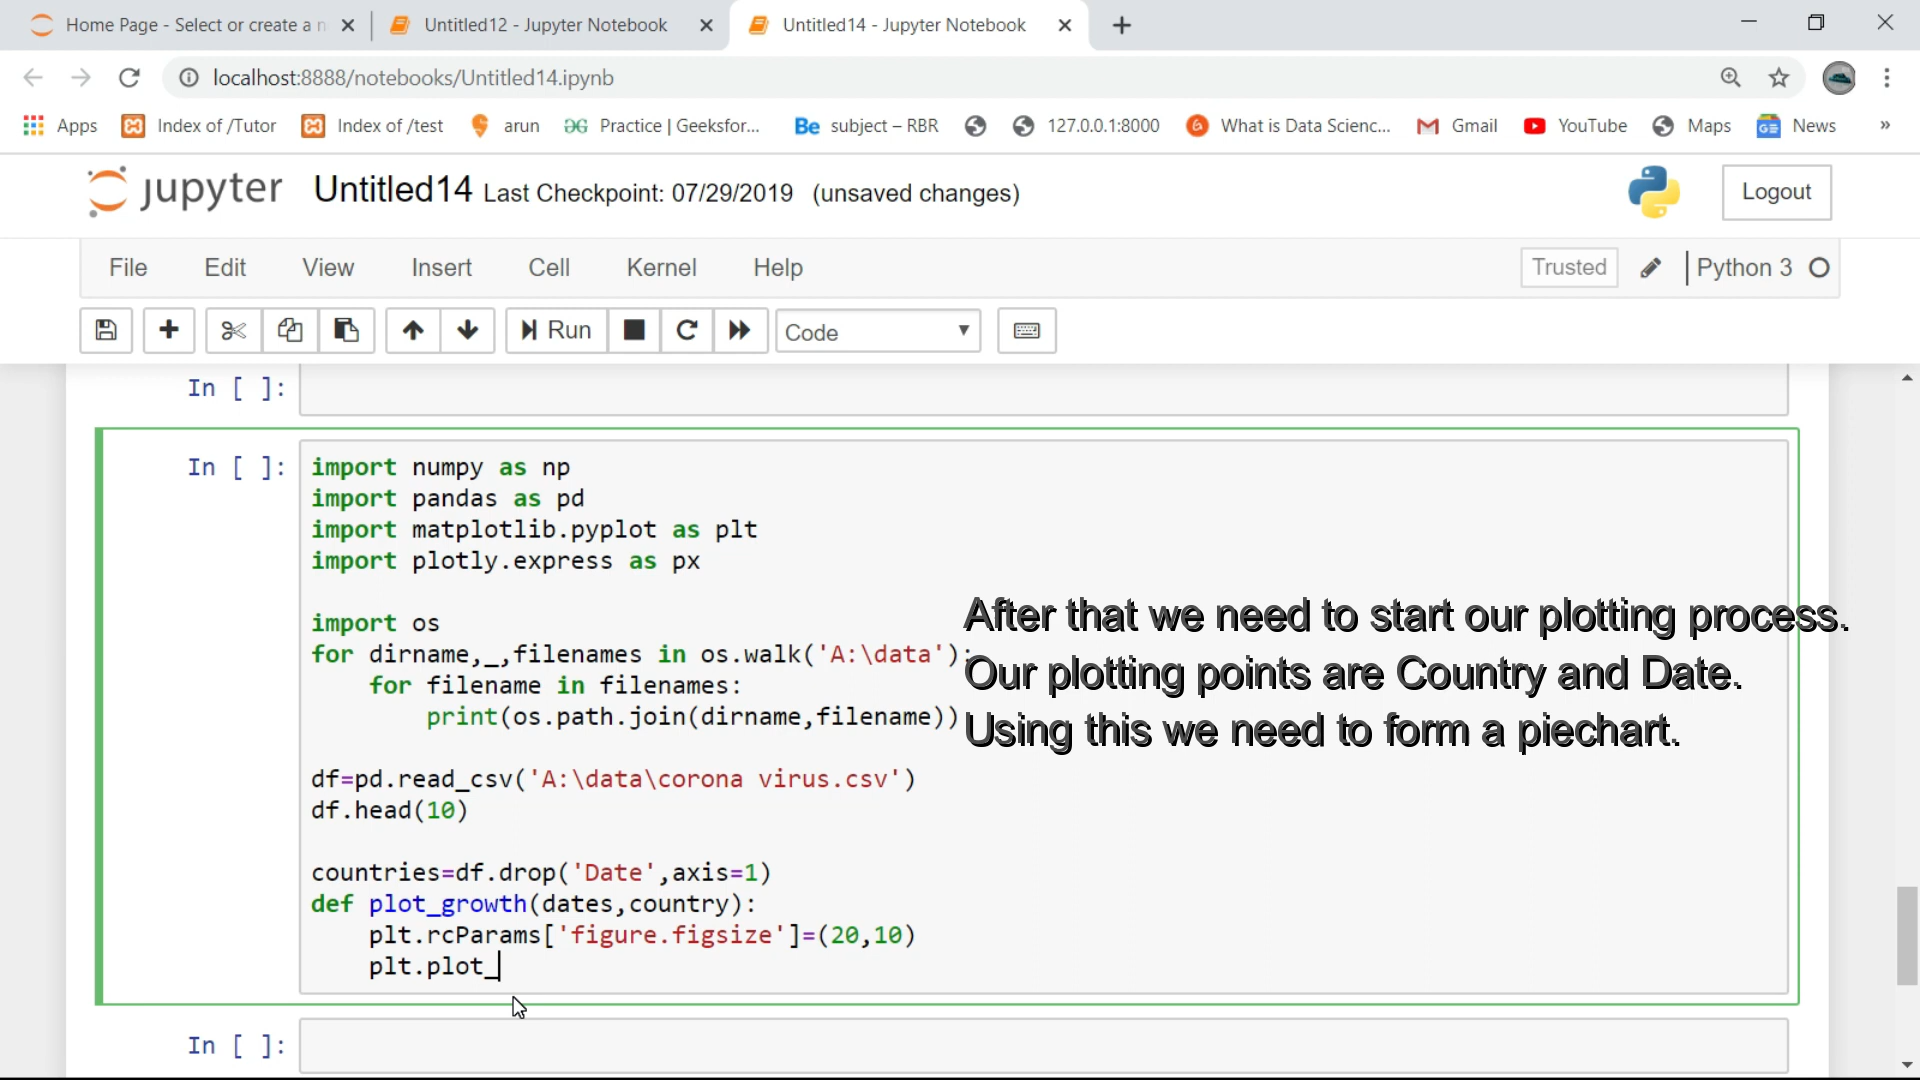 Home Page - Select or create a n
Untitled12 - Jupyter Notebook
Untitled14 - Jupyter Notebook
localhost:8888/notebooks/Untitled14.ipynb
Apps
Index of /Tutor
Index of /test
arun
Practice | Geeksfor...
Be subject – RBR
127.0.0.1:8000
What is Data Scienc...
Gmail
YouTube
Maps
News
»
jupyter Untitled14 Last Checkpoint: 07/29/2019 (unsaved changes)
Logout
File Edit View Insert Cell Kernel Help
Trusted
Python 3
Run
Code
In [ ]:
In [ ]:
import numpy as np
import pandas as pd
import matplotlib.pyplot as plt
import plotly.express as px
import os
for dirname,_,filenames in os.walk('A:\data'):
for filename in filenames:
print(os.path.join(dirname,filename))
After that we need to start our plotting process.
Our plotting points are Country and Date.
Using this we need to form a piechart.
df=pd.read_csv('A:\data\corona virus.csv')
df.head(10)
countries=df.drop('Date',axis=1)
def plot_growth(dates,country):
plt.rcParams['figure.figsize']=(20,10)
plt.plot_
In [ ]: